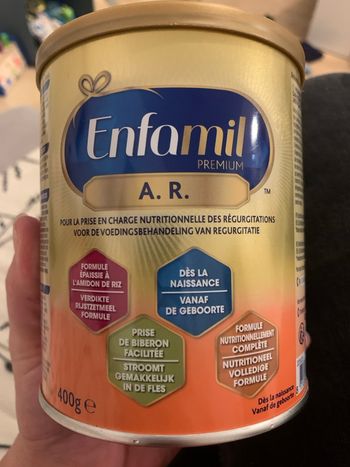 Enfamil
PREMIUM
A. R. ™
POUR LA PRISE EN CHARGE NUTRITIONNELLE DES RÉGURGITATIONS
VOOR DE VOEDINGSBEHANDELING VAN REGURGITATIE
FORMULE
ÉPAISSIE À
L'AMIDON DE RIZ
VERDIKTE
RIJSTZETMEEL
FORMULE
DÈS LA
NAISSANCE
VANAF
DE GEBOORTE
PRISE
DE BIBERON
FACILITÉE
STROOMT
GEMAKKELIJK
IN DE FLES
FORMULE
NUTRITIONNELLEMENT
COMPLÈTE
NUTRITIONEEL
VOLLEDIGE
FORMULE
400g e
Dès la naissance
Vanaf de geboorte